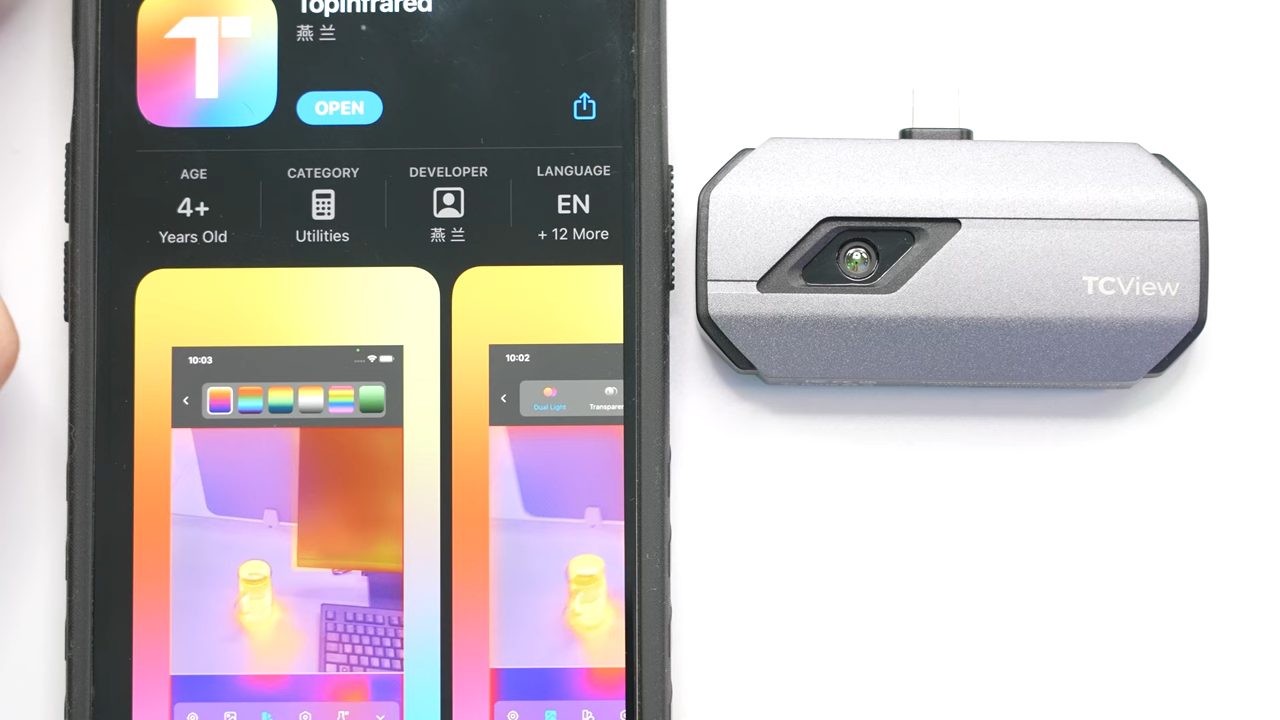 TopInfrared
燕 兰
OPEN
AGE
4+
Years Old
CATEGORY
Utilities
DEVELOPER
燕 兰
LANGUAGE
EN
+ 12 More
10:03
10:02
Dual Light
TCView